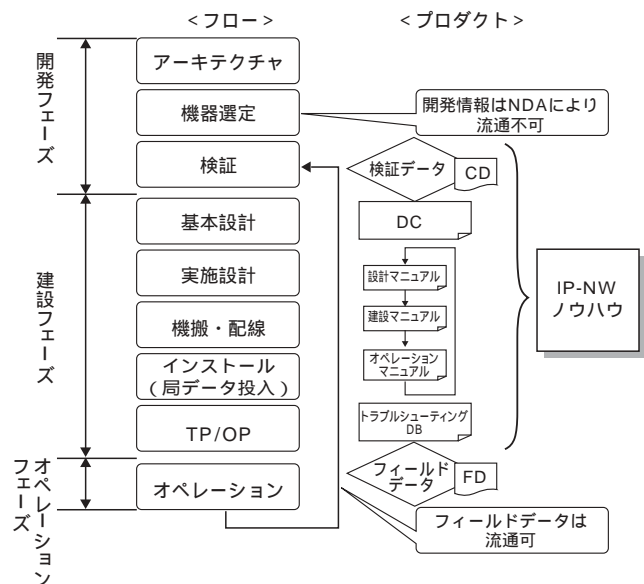 <フロー>
<プロダクト>
開発フェーズ
アーキテクチャ
機器選定
検証
建設フェーズ
基本設計
実施設計
機搬・配線
インストール
(局データ投入)
TP/OP
オペレーション
フェーズ
オペレーション
開発情報はNDAにより
流通不可
検証データ
CD
DC
設計マニュアル
建設マニュアル
オペレーション
マニュアル
トラブルシューティング
DB
フィールド
データ
FD
フィールドデータは
流通可
IP-NW
ノウハウ